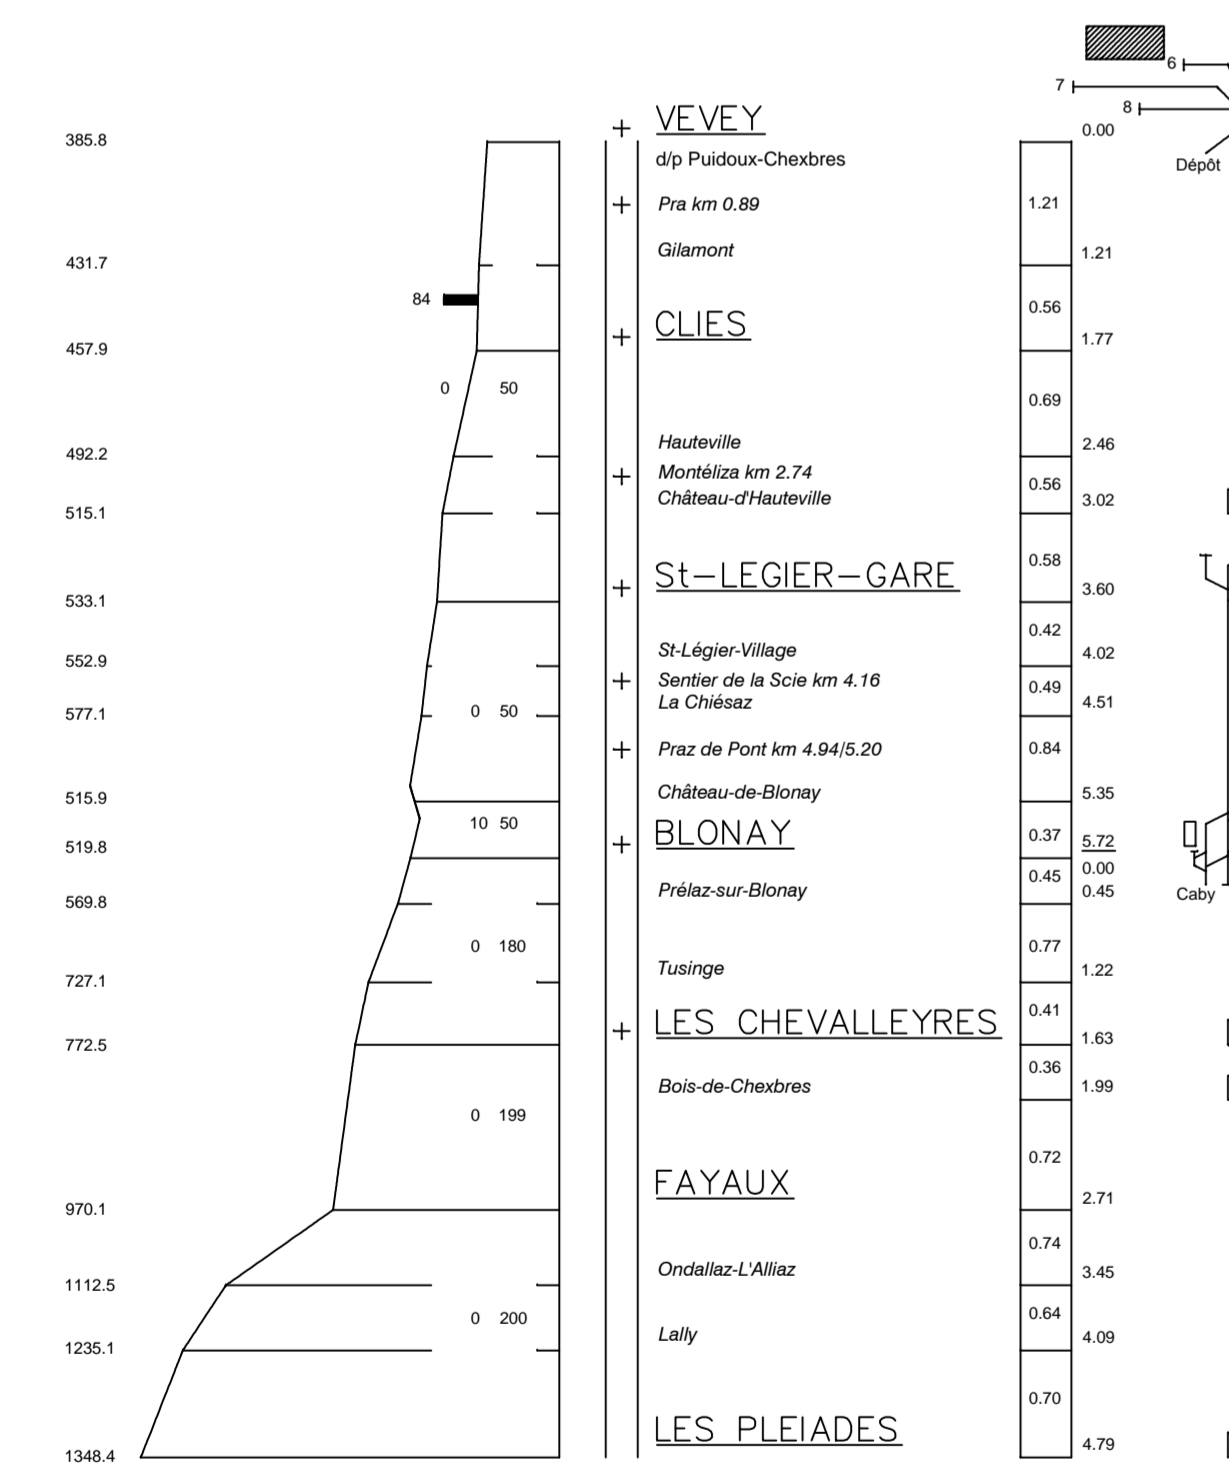 6
7
8
VEVEY
0.00
385.8
d/p Puidoux-Chexbres
Dépôt
Pra km 0.89
1.21
Gilamont
1.21
431.7
84
0.56
CLIES
1.77
457.9
0 50
0.69
Hauteville
2.46
492.2
Montéliza km 2.74
0.56
Château-d'Hauteville
3.02
515.1
0.58
St-LEGIER-GARE
3.60
533.1
0.42
St-Légier-Village
4.02
552.9
Sentier de la Scie km 4.16
0.49
La Chiésaz
4.51
577.1
0 50
Praz de Pont km 4.94/5.20
0.84
Château-de-Blonay
5.35
515.9
10 50
BLONAY
0.37
5.72
519.8
0.00
0.45
Prélaz-sur-Blonay
0.45
Caby
569.8
0 180
0.77
Tusinge
1.22
727.1
0.41
LES CHEVALLEYRES
1.63
772.5
0.36
Bois-de-Chexbres
1.99
0 199
0.72
FAYAUX
2.71
970.1
0.74
Ondallaz-L'Alliaz
3.45
1112.5
0 200
0.64
Lally
4.09
1235.1
0.70
LES PLEIADES
4.79
1348.4